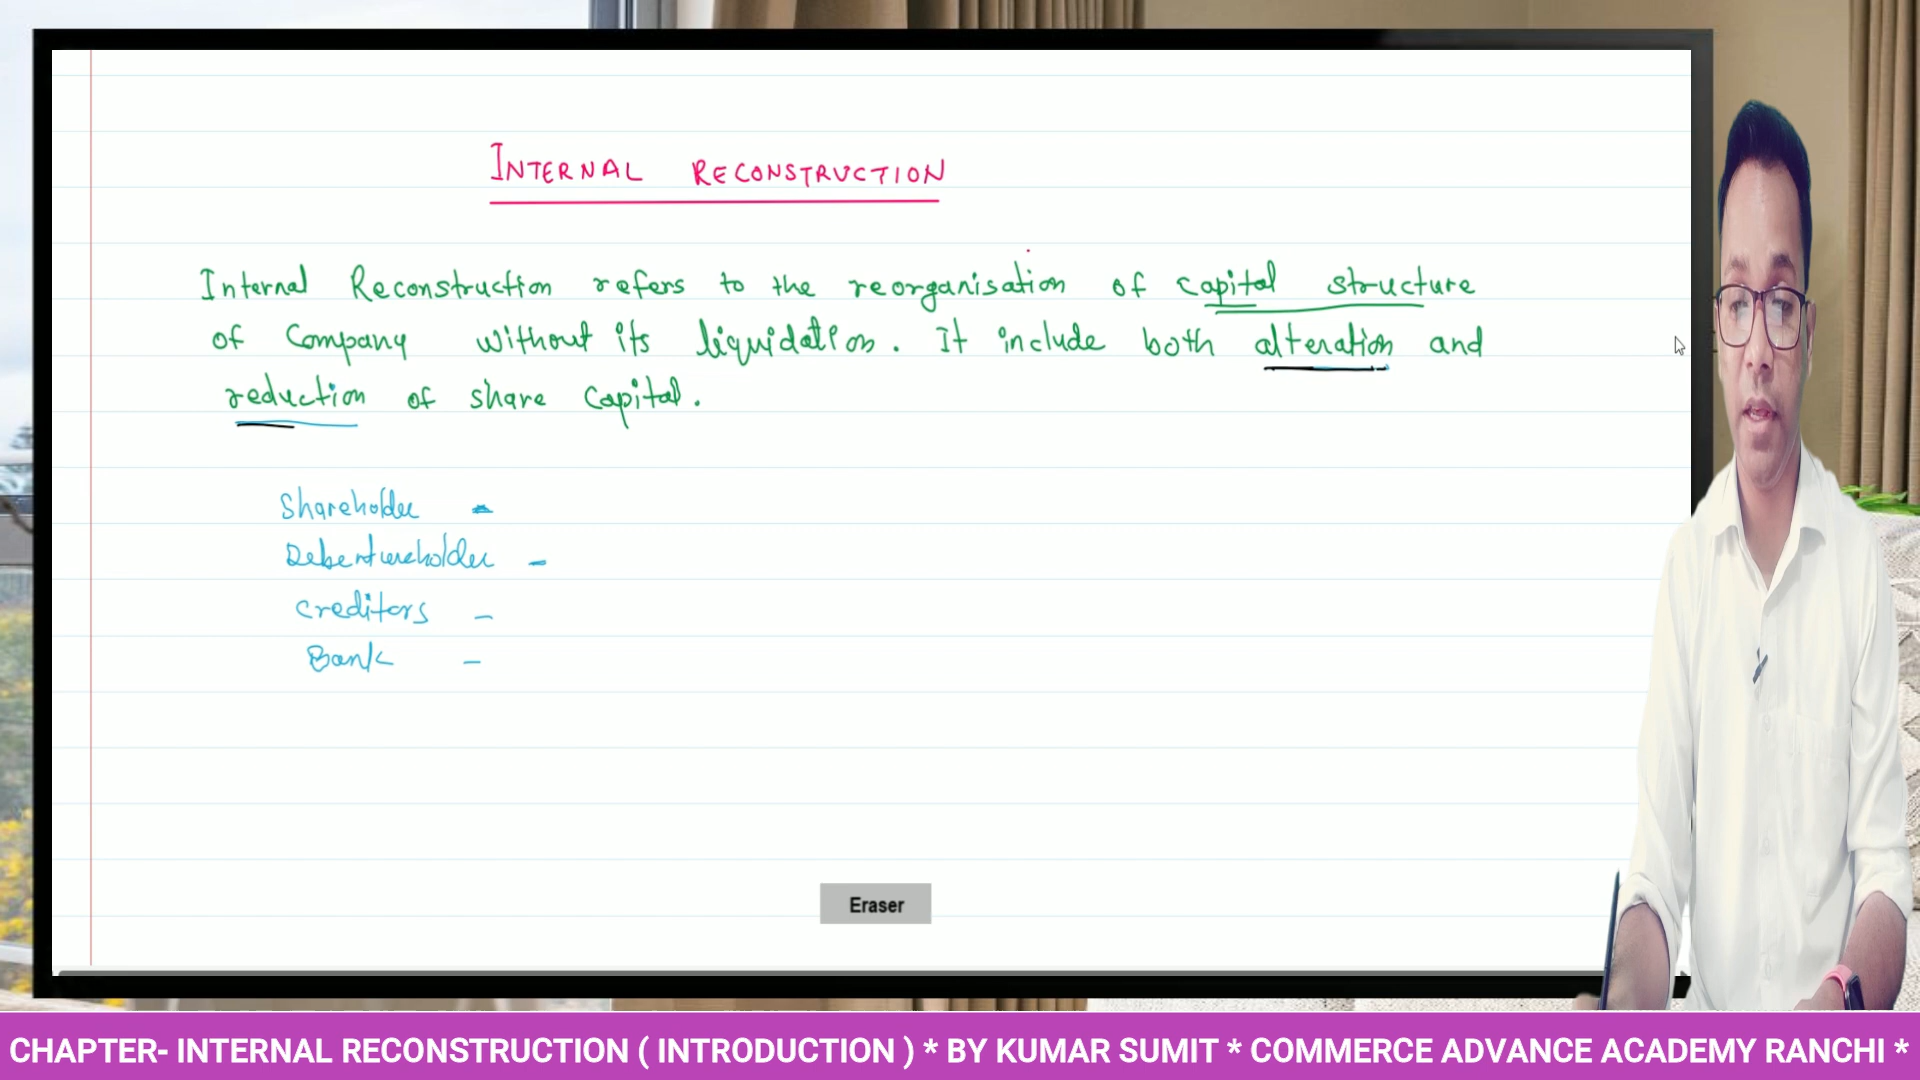 INTERNAL RECONSTRUCTION
Internal Reconstruction refers to the reorganisation of capital structure
of Company without its liquidation. It include both alteration and
reduction of share capital.
Shareholder -
Debentureholder -
creditors -
Bank -
Eraser
CHAPTER- INTERNAL RECONSTRUCTION ( INTRODUCTION ) * BY KUMAR SUMIT * COMMERCE ADVANCE ACADEMY RANCHI *